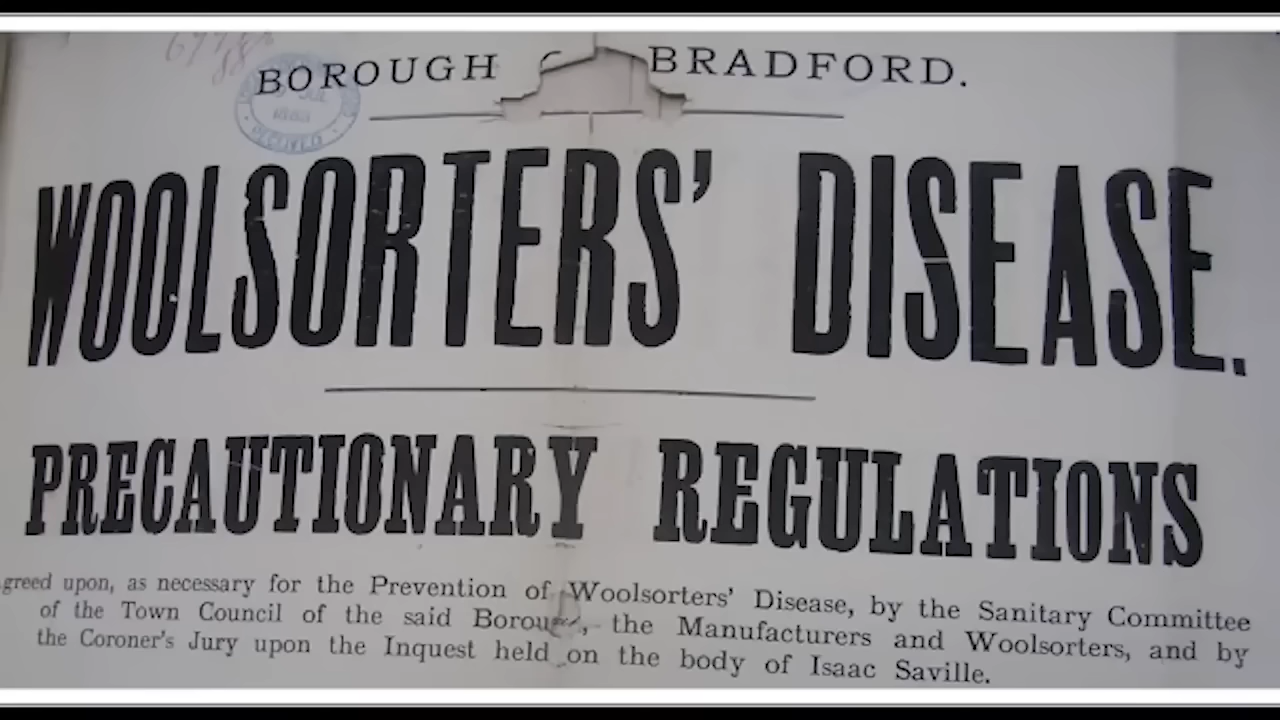 BOROUGH BRADFORD.
WOOLSORTERS' DISEASE.
PRECAUTIONARY REGULATIONS
greed upon, as necessary for the Prevention of Woolsorters' Disease, by the Sanitary Committee
of the Town Council of the said Borough, the Manufacturers and Woolsorters, and by
the Coroner's Jury upon the Inquest held on the body of Isaac Saville.